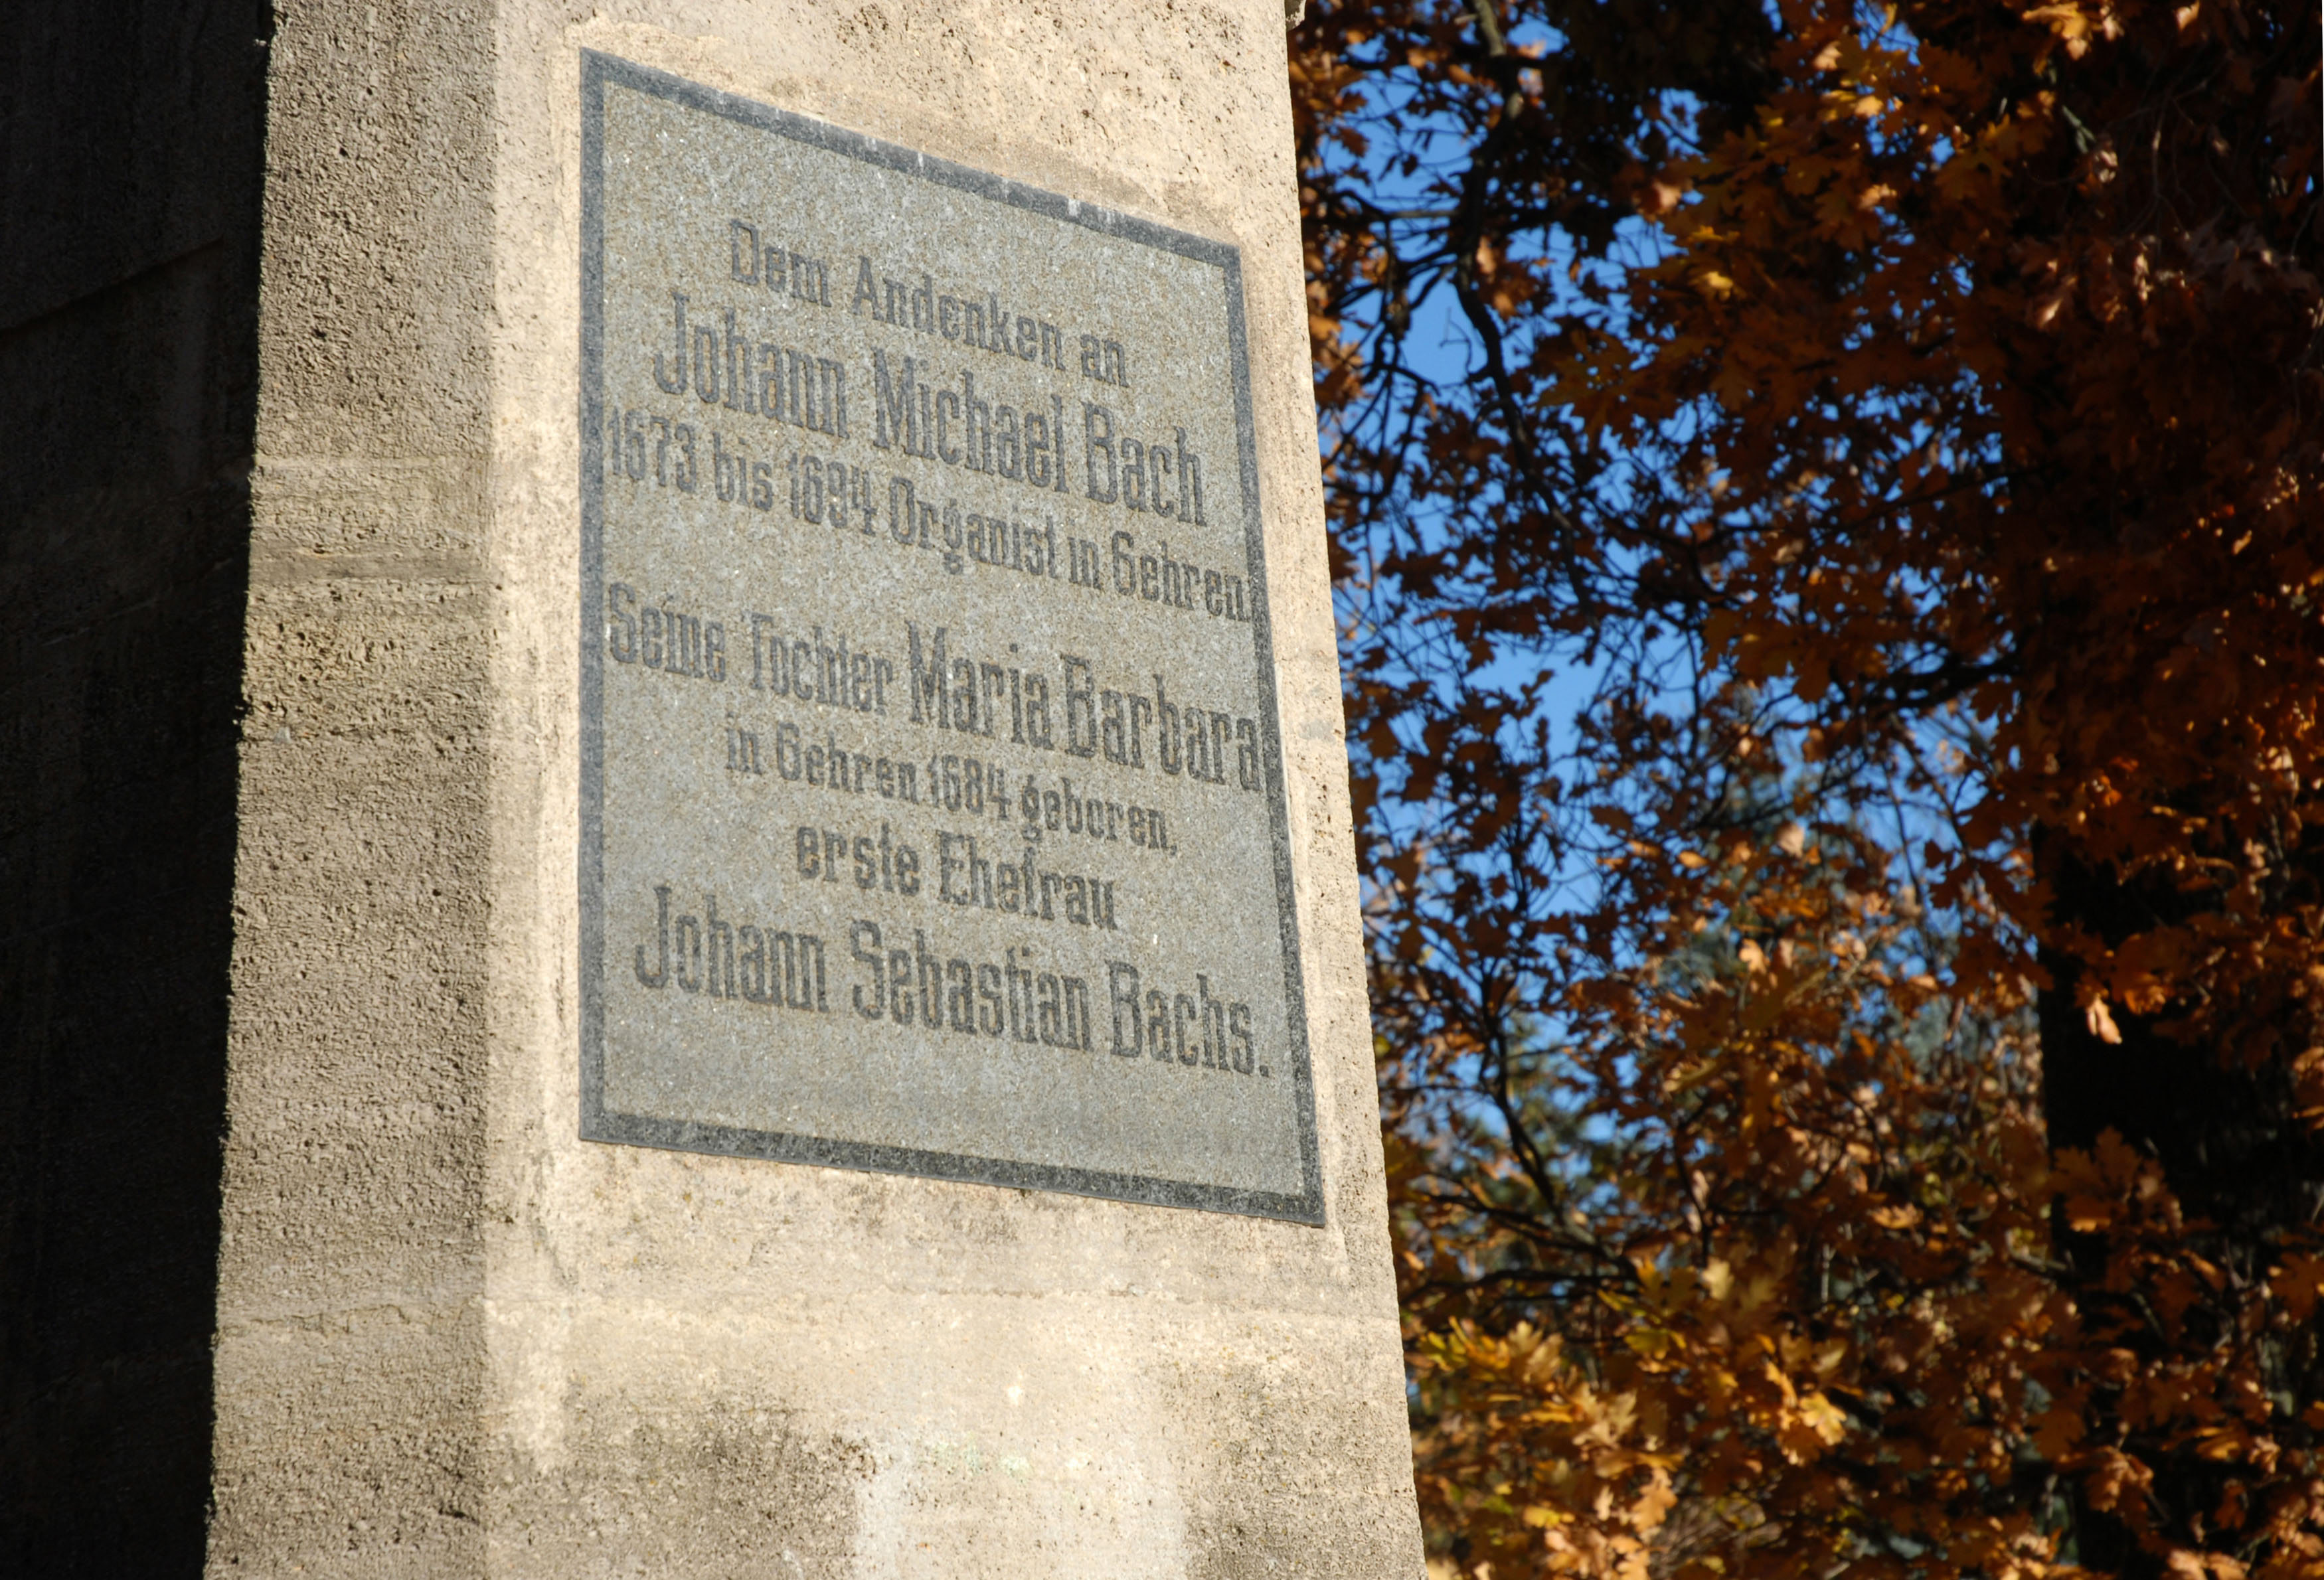 Dem Andenken an
Johann Michael Bach
1673 bis 1694 Organist in Gehren
Seine Tochter Maria Barbara
in Gehren 1684 geboren,
erste Ehefrau
Johann Sebastian Bachs.